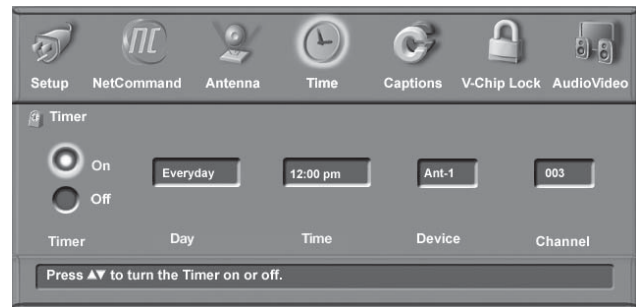 Setup NetCommand Antenna Time Captions V-Chip Lock AudioVideo
Timer
On Everyday 12:00 pm Ant-1 003
Off
Timer Day Time Device Channel
Press ▲▼ to turn the Timer on or off.